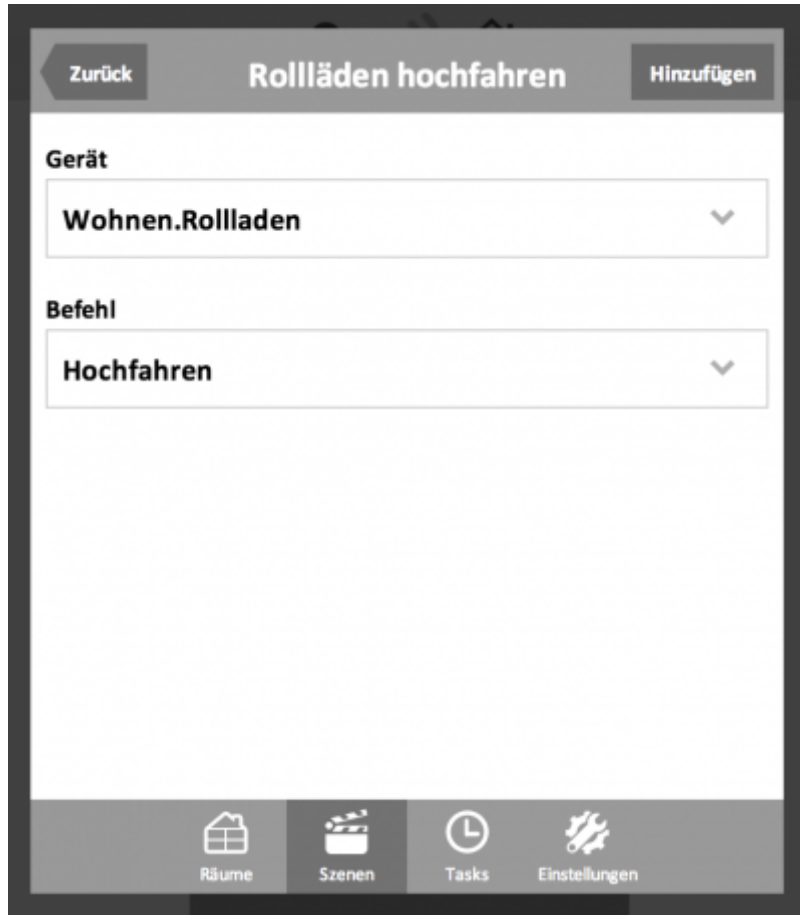 Zurück
Rollläden hochfahren
Hinzufügen
Gerät
Wohnen.Rollladen
Befehl
Hochfahren
Räume
Szenen
Tasks
Einstellungen